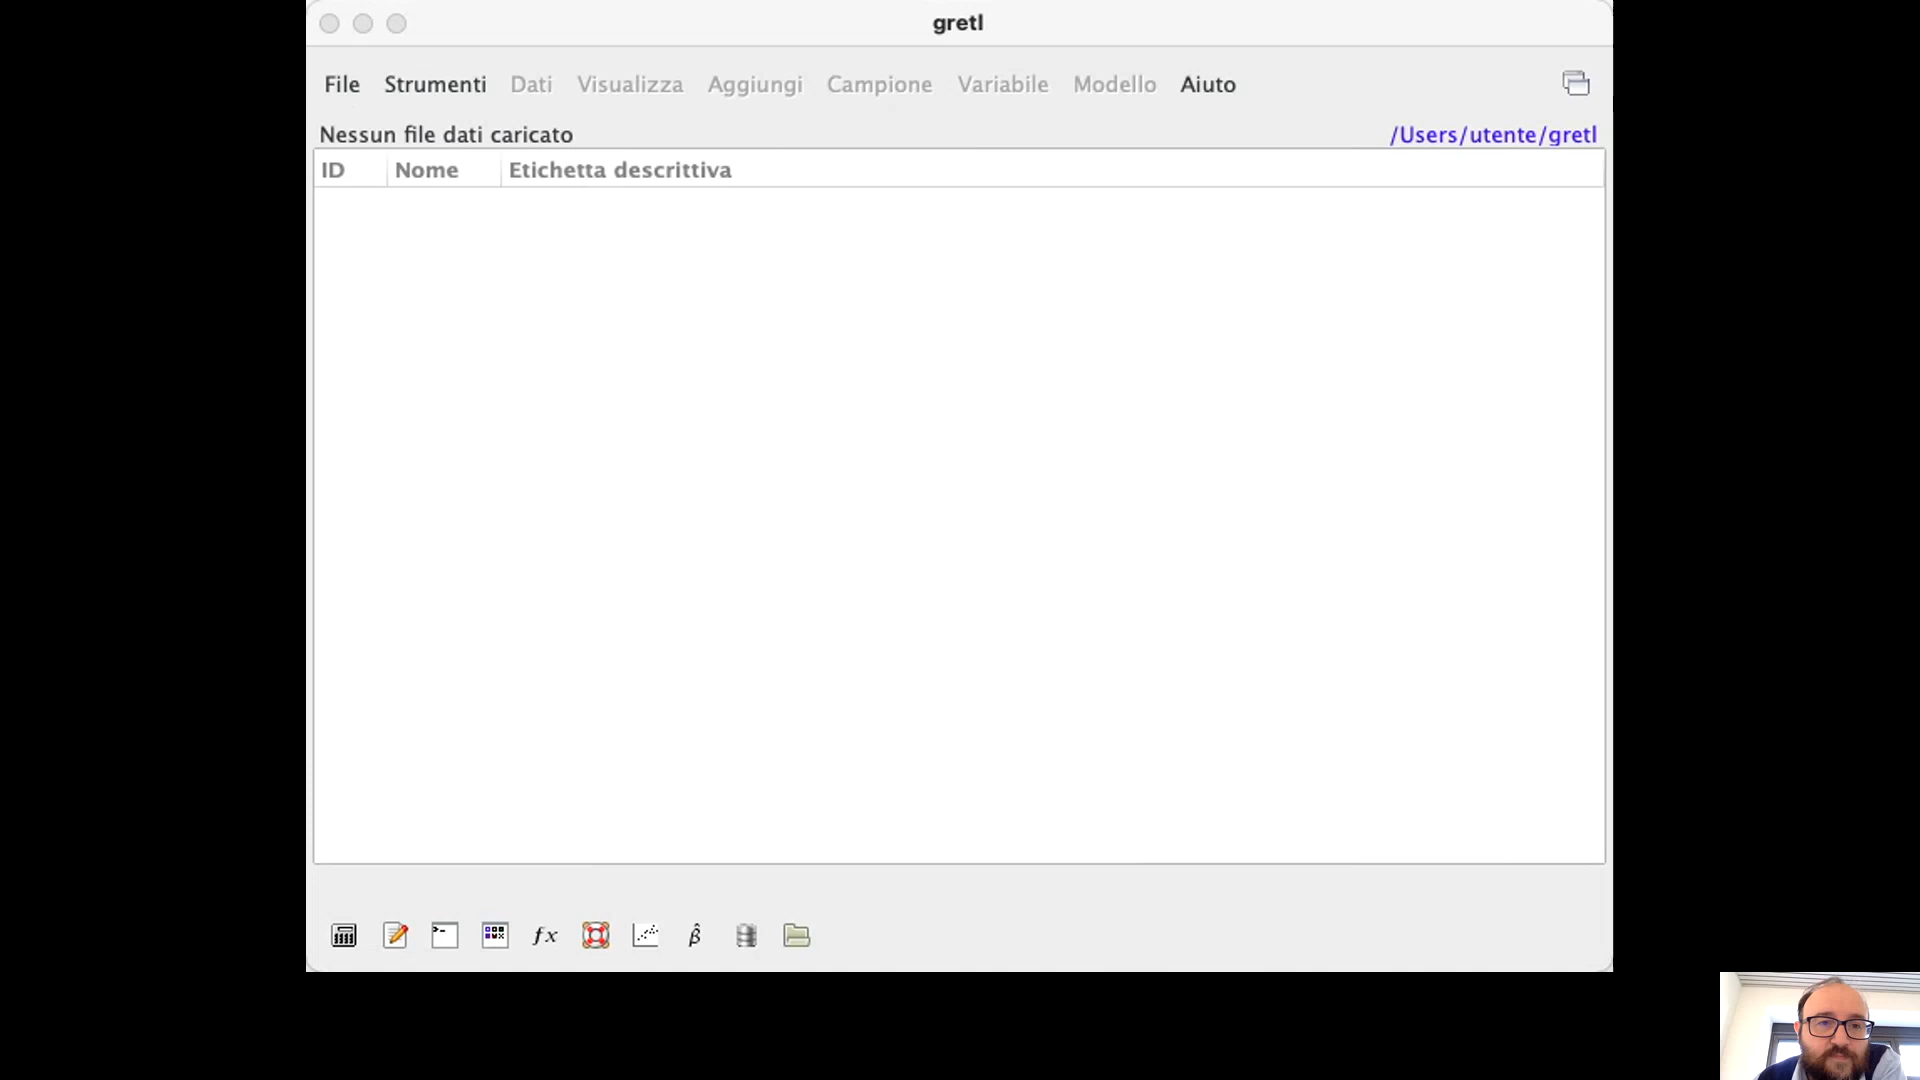 gretl
File Strumenti Dati Visualizza Aggiungi Campione Variabile Modello Aiuto
Nessun file dati caricato /Users/utente/gretl
ID Nome Etichetta descrittiva
fx β̂